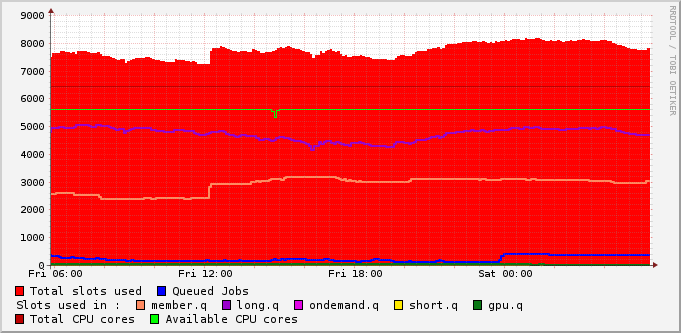 RRDTOOL / TOBI OETIKER
9000
8000
7000
6000
5000
4000
3000
2000
1000
0
Fri 06:00 Fri 12:00 Fri 18:00 Sat 00:00
Total slots used Queued Jobs
Slots used in : member.q long.q ondemand.q short.q gpu.q
Total CPU cores Available CPU cores